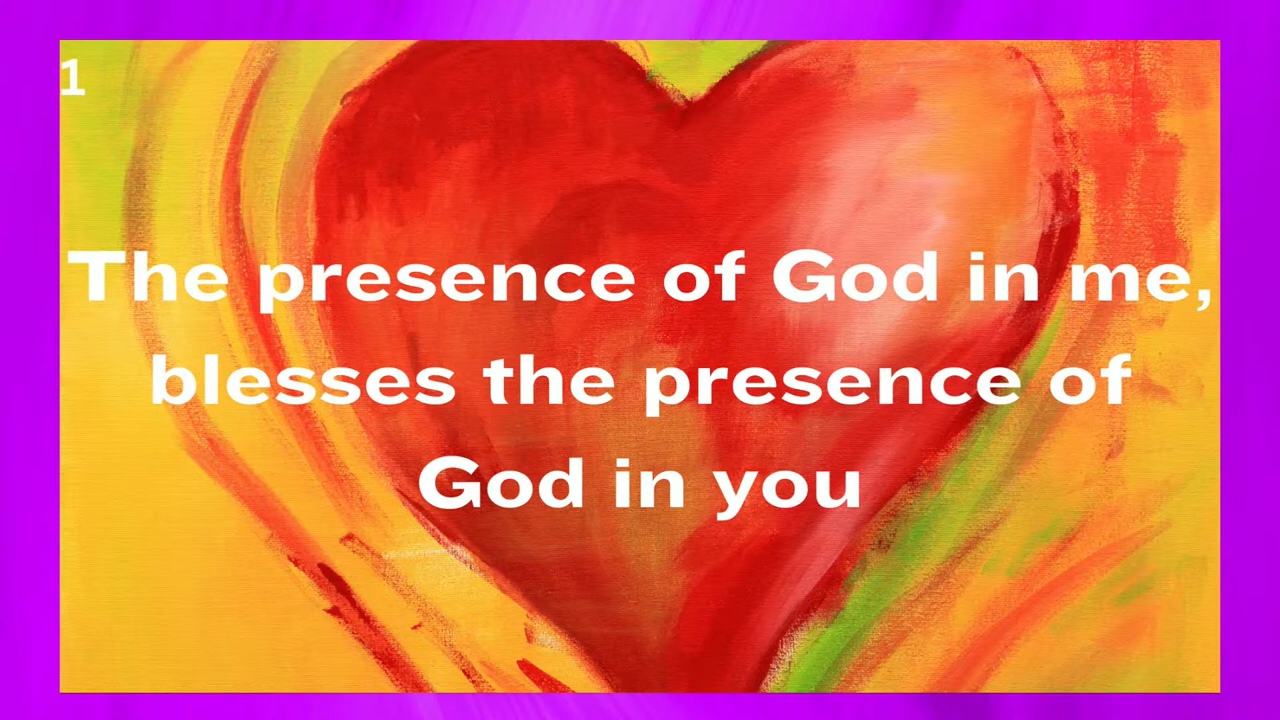 1
The presence of God in me,
blesses the presence of
God in you